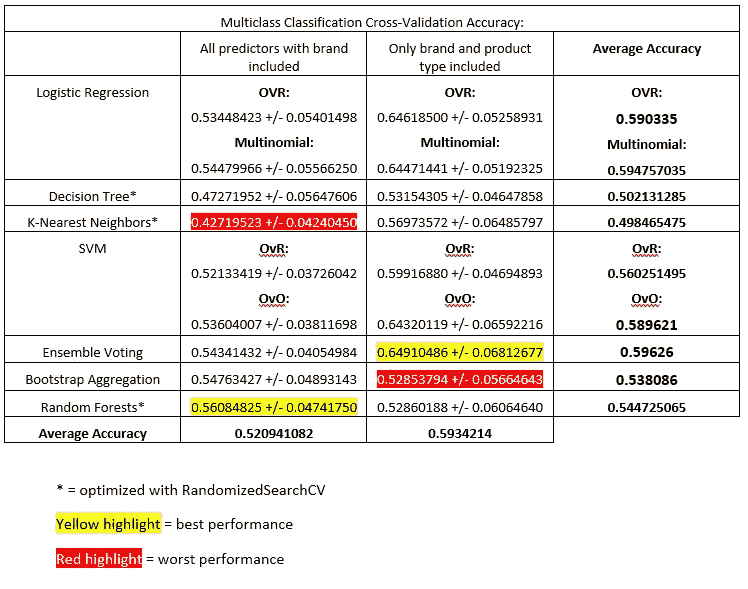 Multiclass Classification Cross-Validation Accuracy:
All predictors with brand included
Only brand and product type included
Average Accuracy
Logistic Regression
OVR:
0.53448423 +/- 0.05401498
Multinomial:
0.54479966 +/- 0.05566250
OVR:
0.64618500 +/- 0.05258931
Multinomial:
0.64471441 +/- 0.05192325
OVR:
0.590335
Multinomial:
0.594757035
Decision Tree*
0.47271952 +/- 0.05647606
0.53154305 +/- 0.04647858
0.502131285
K-Nearest Neighbors*
0.42719523 +/- 0.04240450
0.56973572 +/- 0.06485797
0.498465475
SVM
OvR:
0.52133419 +/- 0.03726042
OvO:
0.53604007 +/- 0.03811698
OvR:
0.59916880 +/- 0.04694893
OvO:
0.64320119 +/- 0.06592216
OvR:
0.560251495
OvO:
0.589621
Ensemble Voting
0.54341432 +/- 0.04054984
0.64910486 +/- 0.06812677
0.59626
Bootstrap Aggregation
0.54763427 +/- 0.04893143
0.52853794 +/- 0.05664643
0.538086
Random Forests*
0.56084825 +/- 0.04741750
0.52860188 +/- 0.06064640
0.544725065
Average Accuracy
0.520941082
0.5934214
* = optimized with RandomizedSearchCV
Yellow highlight = best performance
Red highlight = worst performance